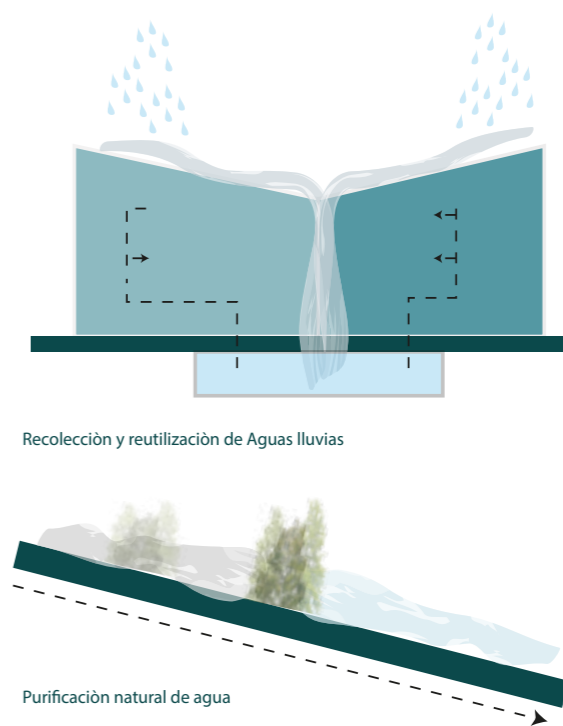 Recolecciòn y reutilizaciòn de Aguas lluvias
Purificaciòn natural de agua